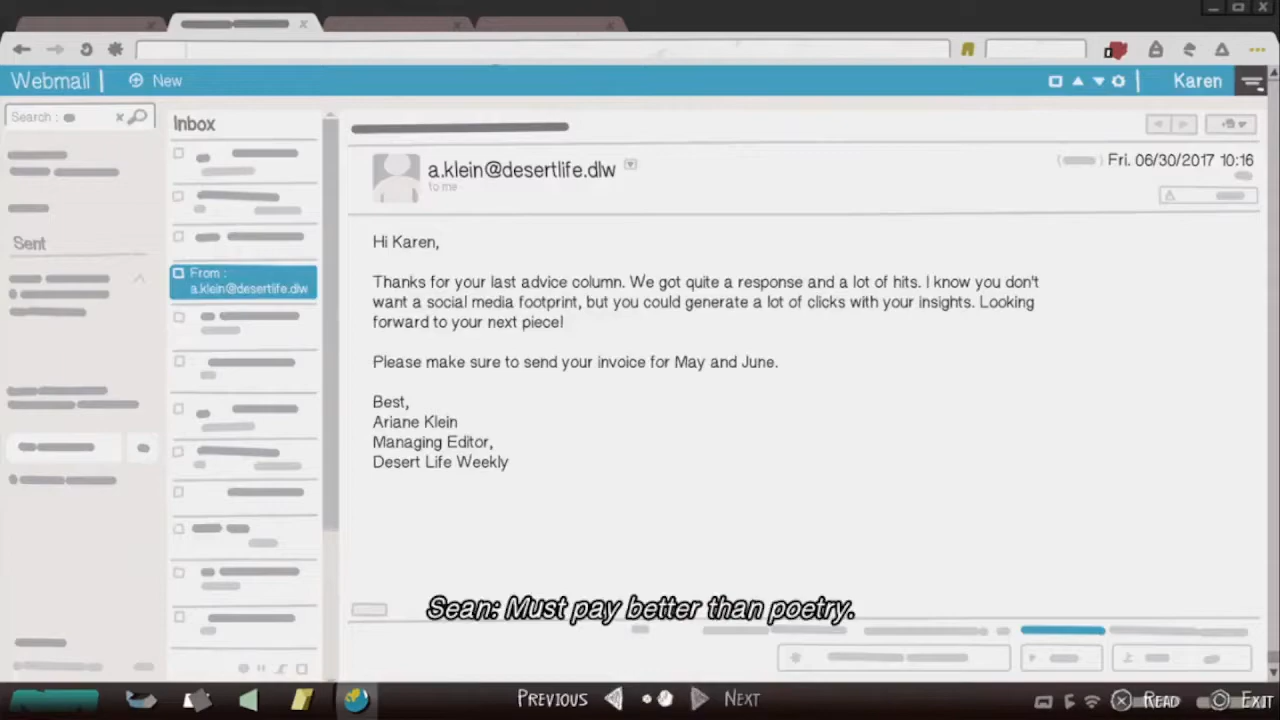 Webmail
New
Karen
Search :
Inbox
a.klein@desertlife.dlw
to me
Fri. 06/30/2017 10:16
Sent
From :
a.klein@desertlife.dlw
Hi Karen,
Thanks for your last advice column. We got quite a response and a lot of hits. I know you don't
want a social media footprint, but you could generate a lot of clicks with your insights. Looking
forward to your next piece!
Please make sure to send your invoice for May and June.
Best,
Ariane Klein
Managing Editor,
Desert Life Weekly
Sean: Must pay better than poetry.
PREVIOUS
NEXT
READ
EXIT